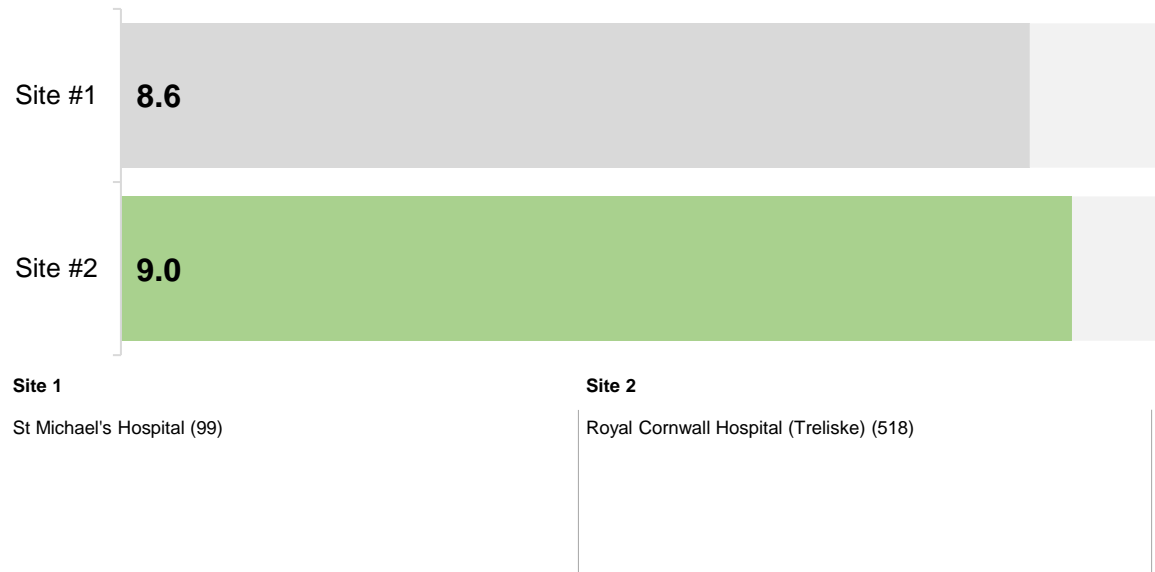 Site #1 8.6
Site #2 9.0
Site 1
St Michael's Hospital (99)
Site 2
Royal Cornwall Hospital (Treliske) (518)